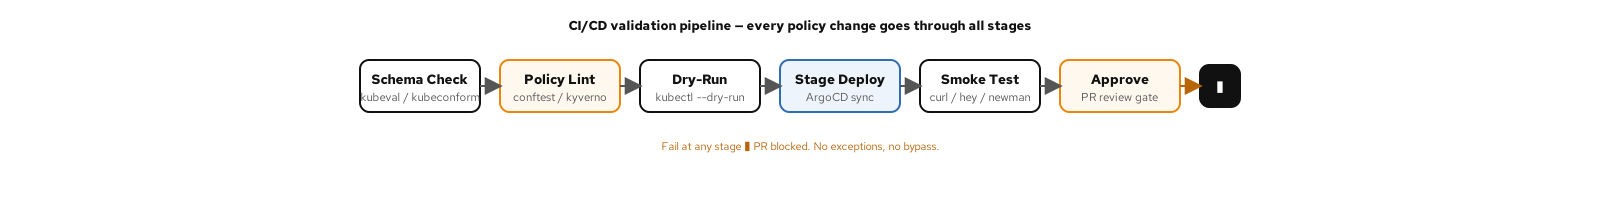 CI/CD validation pipeline — every policy change goes through all stages
Schema Check
kubeval / kubeconform
Policy Lint
conftest / kyverno
Dry-Run
kubectl --dry-run
Stage Deploy
ArgoCD sync
Smoke Test
curl / hey / newman
Approve
PR review gate
▮
Fail at any stage ▮ PR blocked. No exceptions, no bypass.